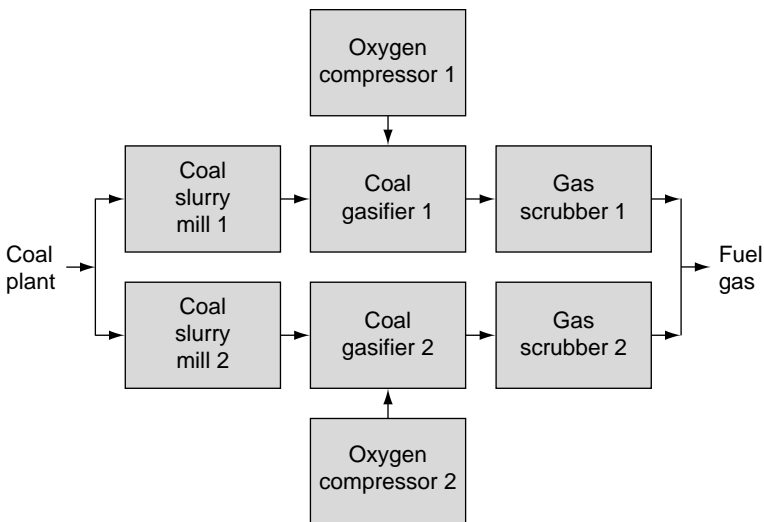 Oxygen
compressor 1
Coal
slurry
mill 1
Coal
gasifier 1
Gas
scrubber 1
Coal
plant
Fuel
gas
Coal
slurry
mill 2
Coal
gasifier 2
Gas
scrubber 2
Oxygen
compressor 2